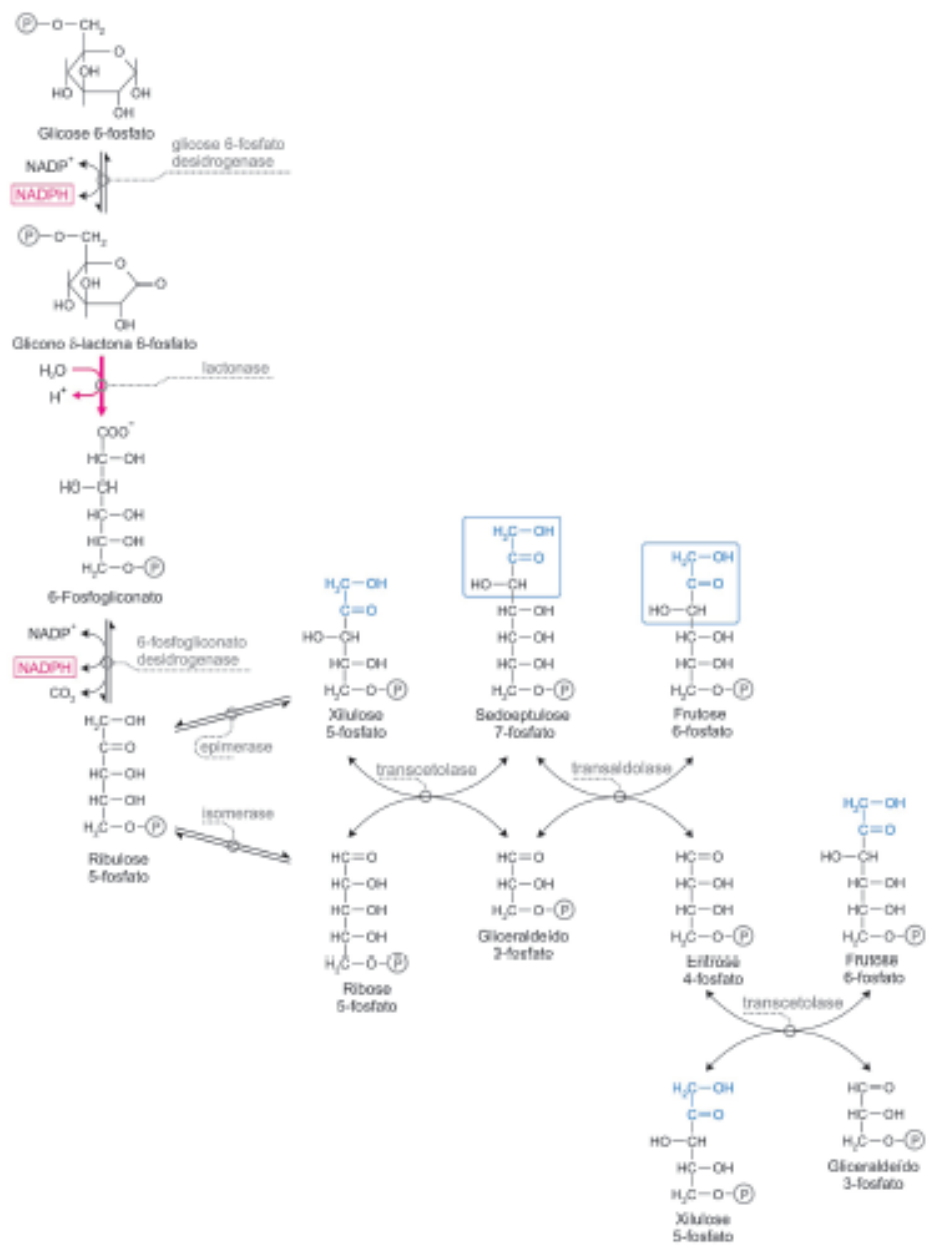 P—O—CH₂
O
OH
HO
OH
OH
Glicose 6-fosfato
NADP⁺
glicose 6-fosfato
desidrogenase
NADPH
P—O—CH₂
O
OH
O
HO
OH
Glicono δ-lactona 6-fosfato
H₂O
lactonase
H⁺
COO⁻
HC—OH
HO—CH
HC—OH
HC—OH
H₂C—O—P
6-Fosfogliconato
NADP⁺
6-fosfogliconato
desidrogenase
NADPH
CO₂
H₂C—OH
C=O
HC—OH
HC—OH
H₂C—O—P
Ribulose
5-fosfato
epimerase
isomerase
H₂C—OH
C=O
HO—CH
HC—OH
H₂C—O—P
Xilulose
5-fosfato
H₂C—OH
C=O
HO—CH
HC—OH
HC—OH
HC—OH
H₂C—O—P
Sedoeptulose
7-fosfato
H₂C—OH
C=O
HO—CH
HC—OH
HC—OH
H₂C—O—P
Frutose
6-fosfato
transcetolase
transaldolase
HC=O
HC—OH
HC—OH
HC—OH
H₂C—O—P
Ribose
5-fosfato
HC=O
HC—OH
H₂C—O—P
Gliceraldeído
3-fosfato
HC=O
HC—OH
HC—OH
H₂C—O—P
Eritrose
4-fosfato
H₂C—OH
C=O
HO—CH
HC—OH
HC—OH
H₂C—O—P
Frutose
6-fosfato
transcetolase
H₂C—OH
C=O
HO—CH
HC—OH
H₂C—O—P
Xilulose
5-fosfato
HC=O
HC—OH
H₂C—O—P
Gliceraldeído
3-fosfato